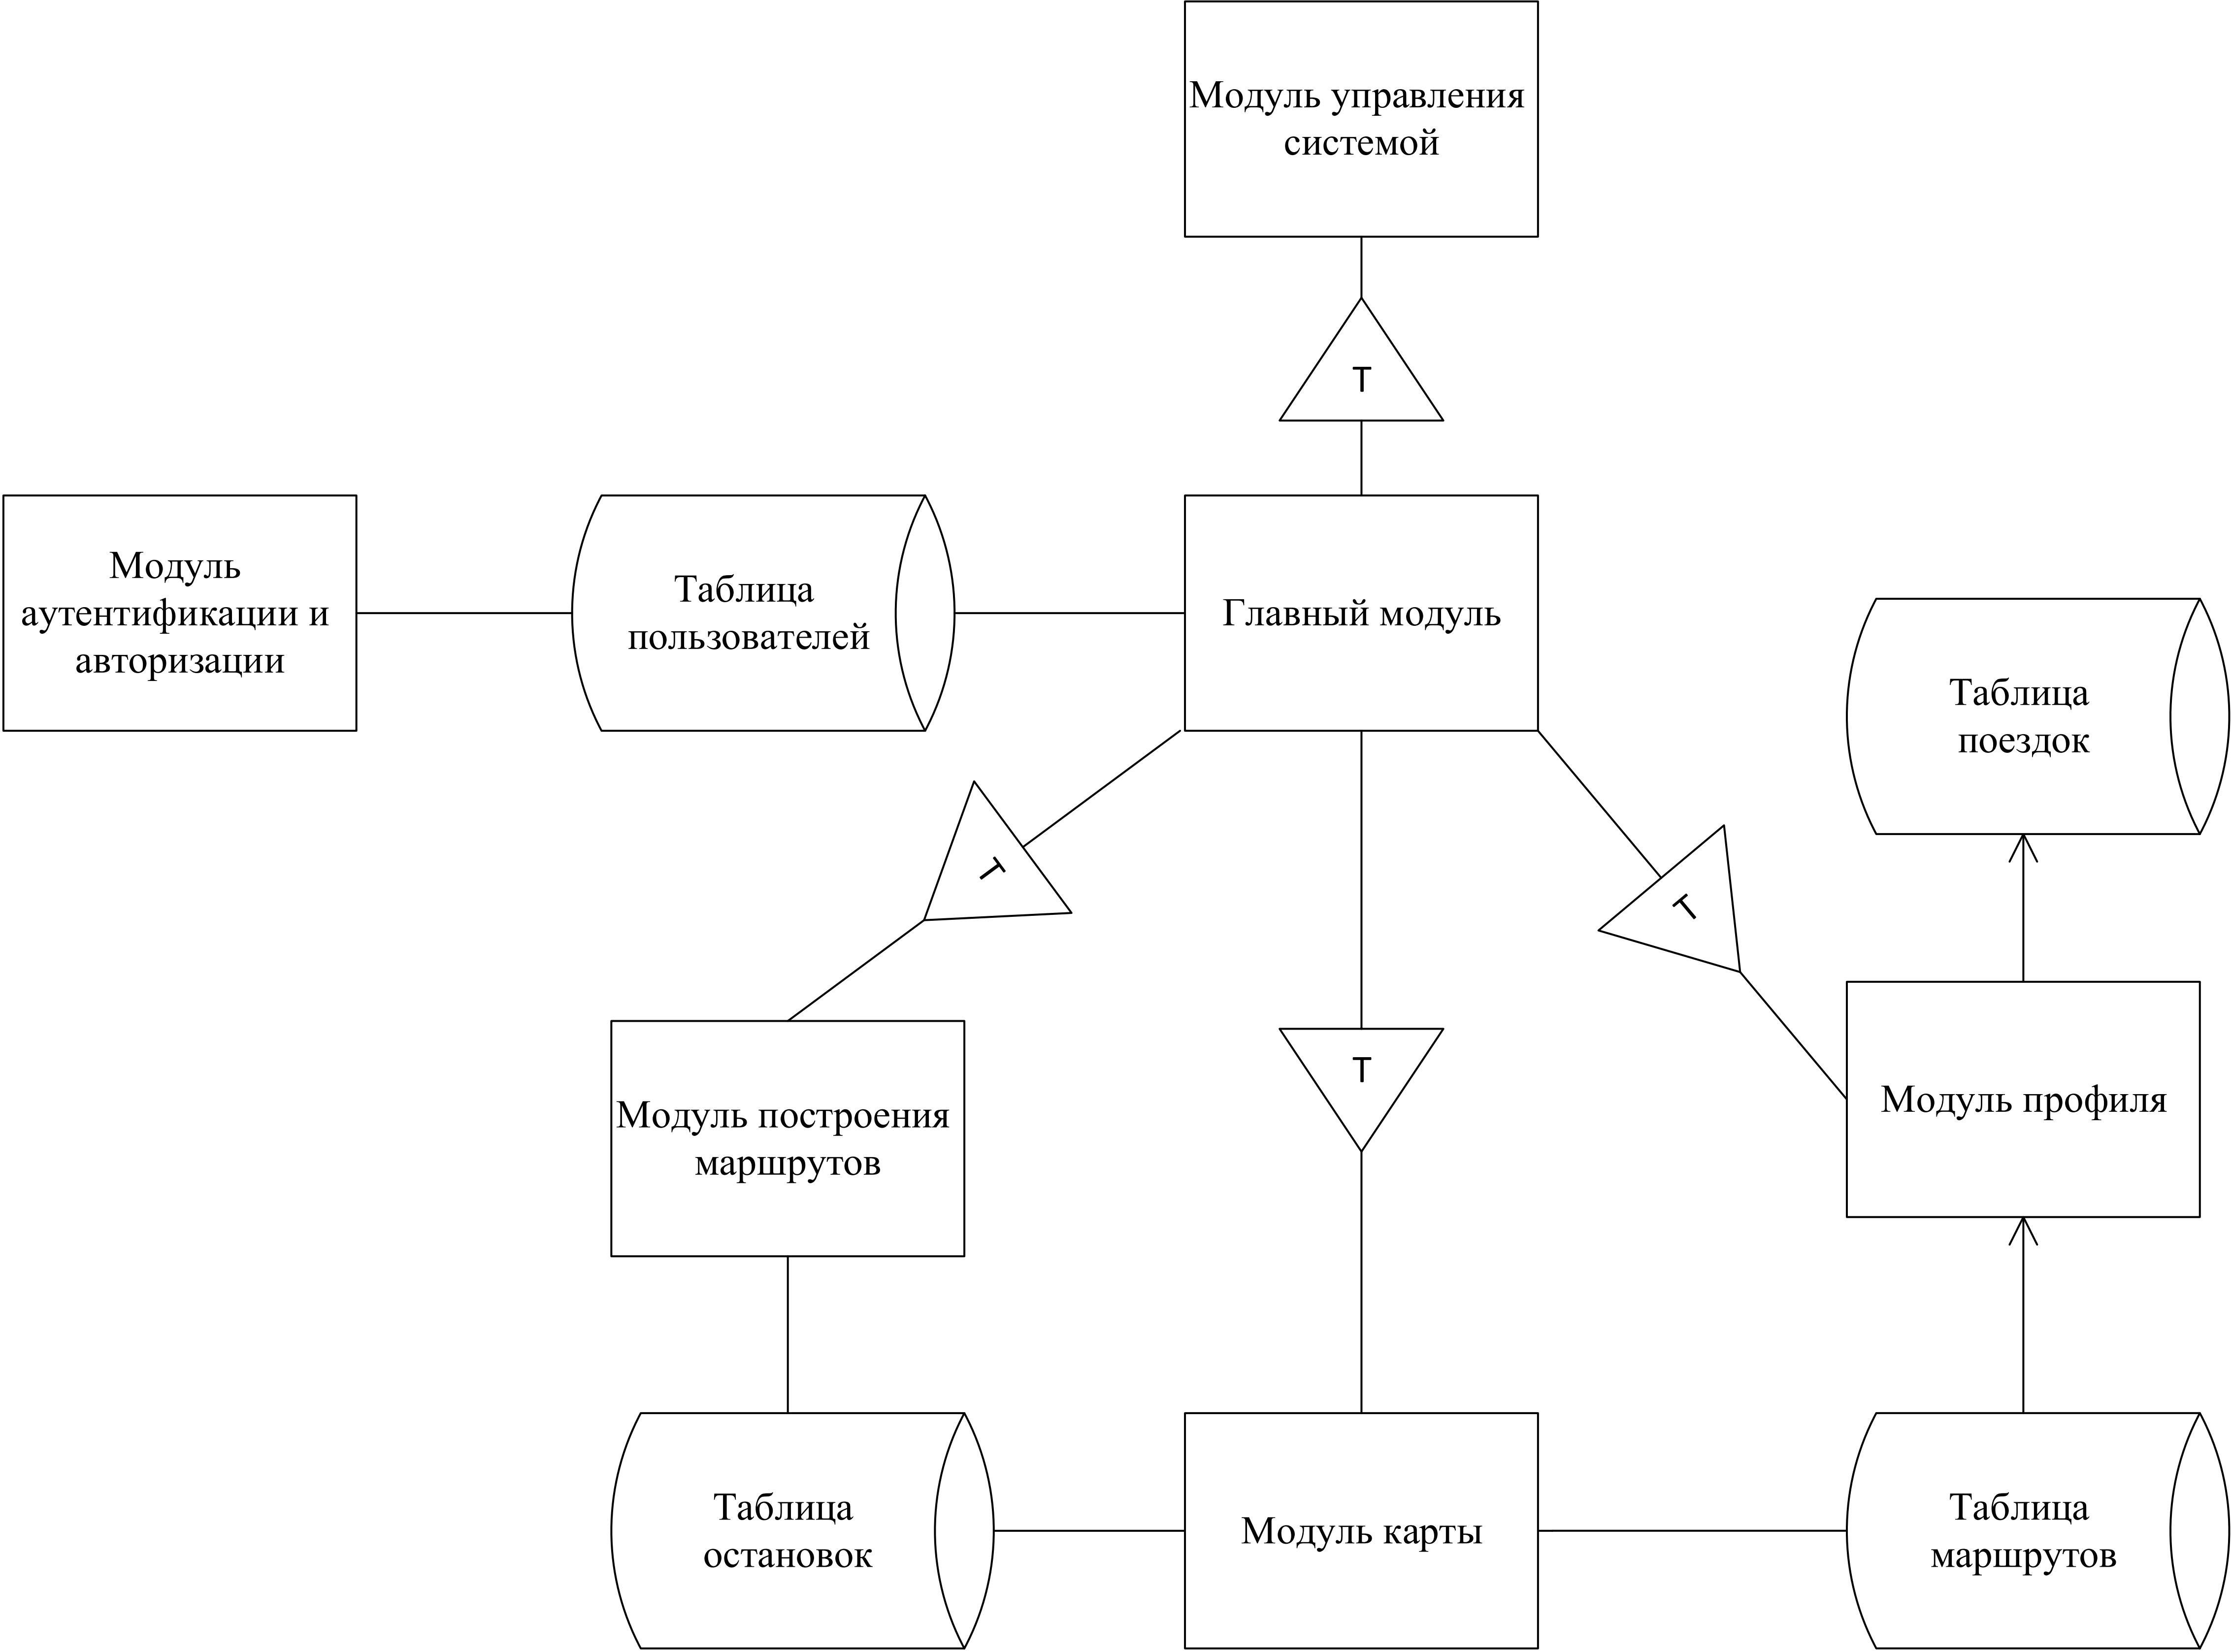 Модуль управления
системой
Т
Модуль
аутентификации и
авторизации
Таблица
пользователей
Главный модуль
Таблица
поездок
Т
Т
Т
Модуль построения
маршрутов
Модуль профиля
Таблица
остановок
Модуль карты
Таблица
маршрутов